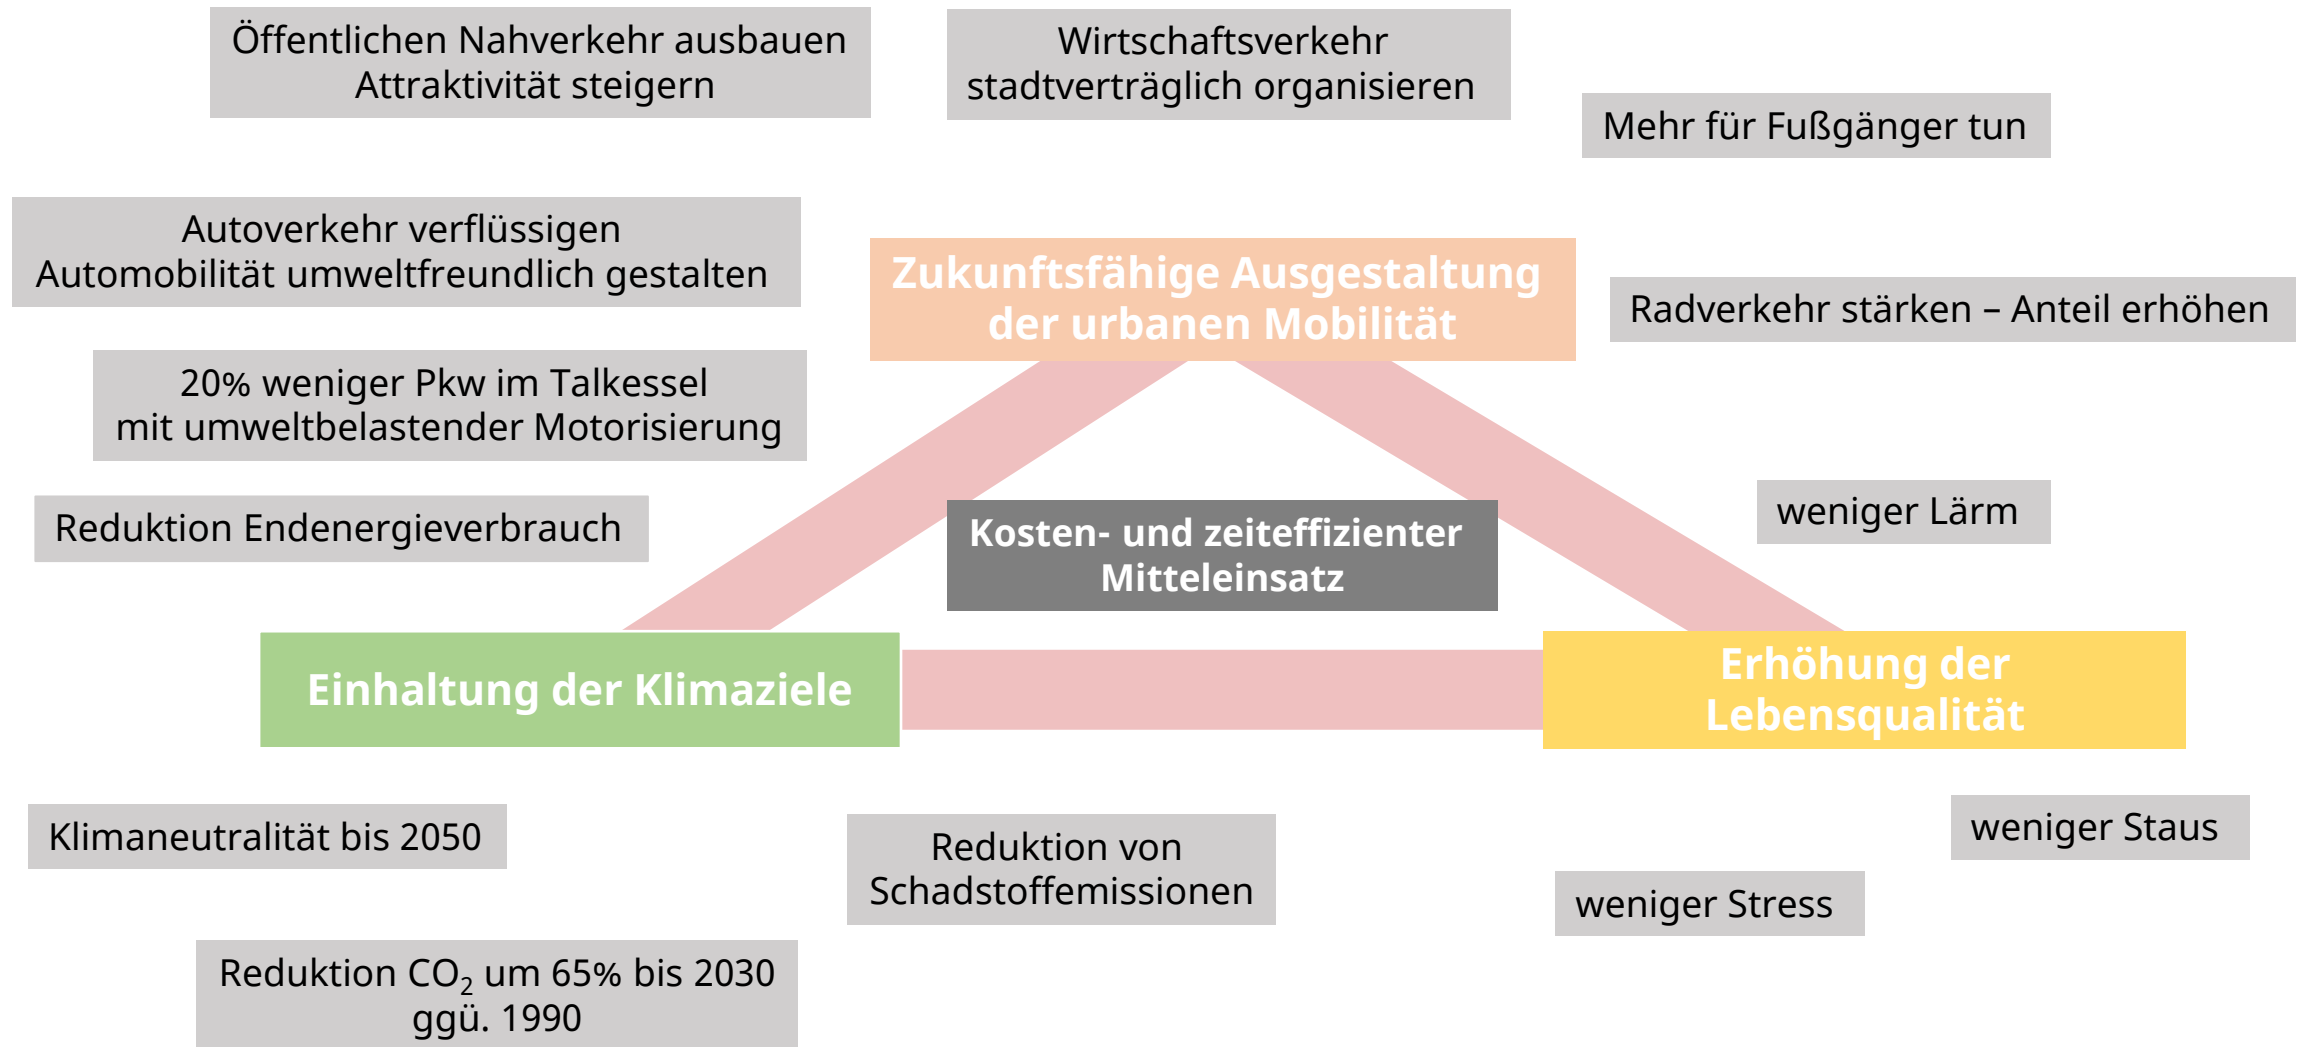 Öffentlichen Nahverkehr ausbauen
Attraktivität steigern
Wirtschaftsverkehr
stadtverträglich organisieren
Mehr für Fußgänger tun
Autoverkehr verflüssigen
Automobilität umweltfreundlich gestalten
Zukunftsfähige Ausgestaltung
der urbanen Mobilität
Radverkehr stärken – Anteil erhöhen
20% weniger Pkw im Talkessel
mit umweltbelastender Motorisierung
Reduktion Endenergieverbrauch
Kosten- und zeiteffizienter
Mitteleinsatz
weniger Lärm
Einhaltung der Klimaziele
Erhöhung der
Lebensqualität
Klimaneutralität bis 2050
Reduktion von
Schadstoffemissionen
weniger Staus
weniger Stress
Reduktion CO₂ um 65% bis 2030
ggü. 1990